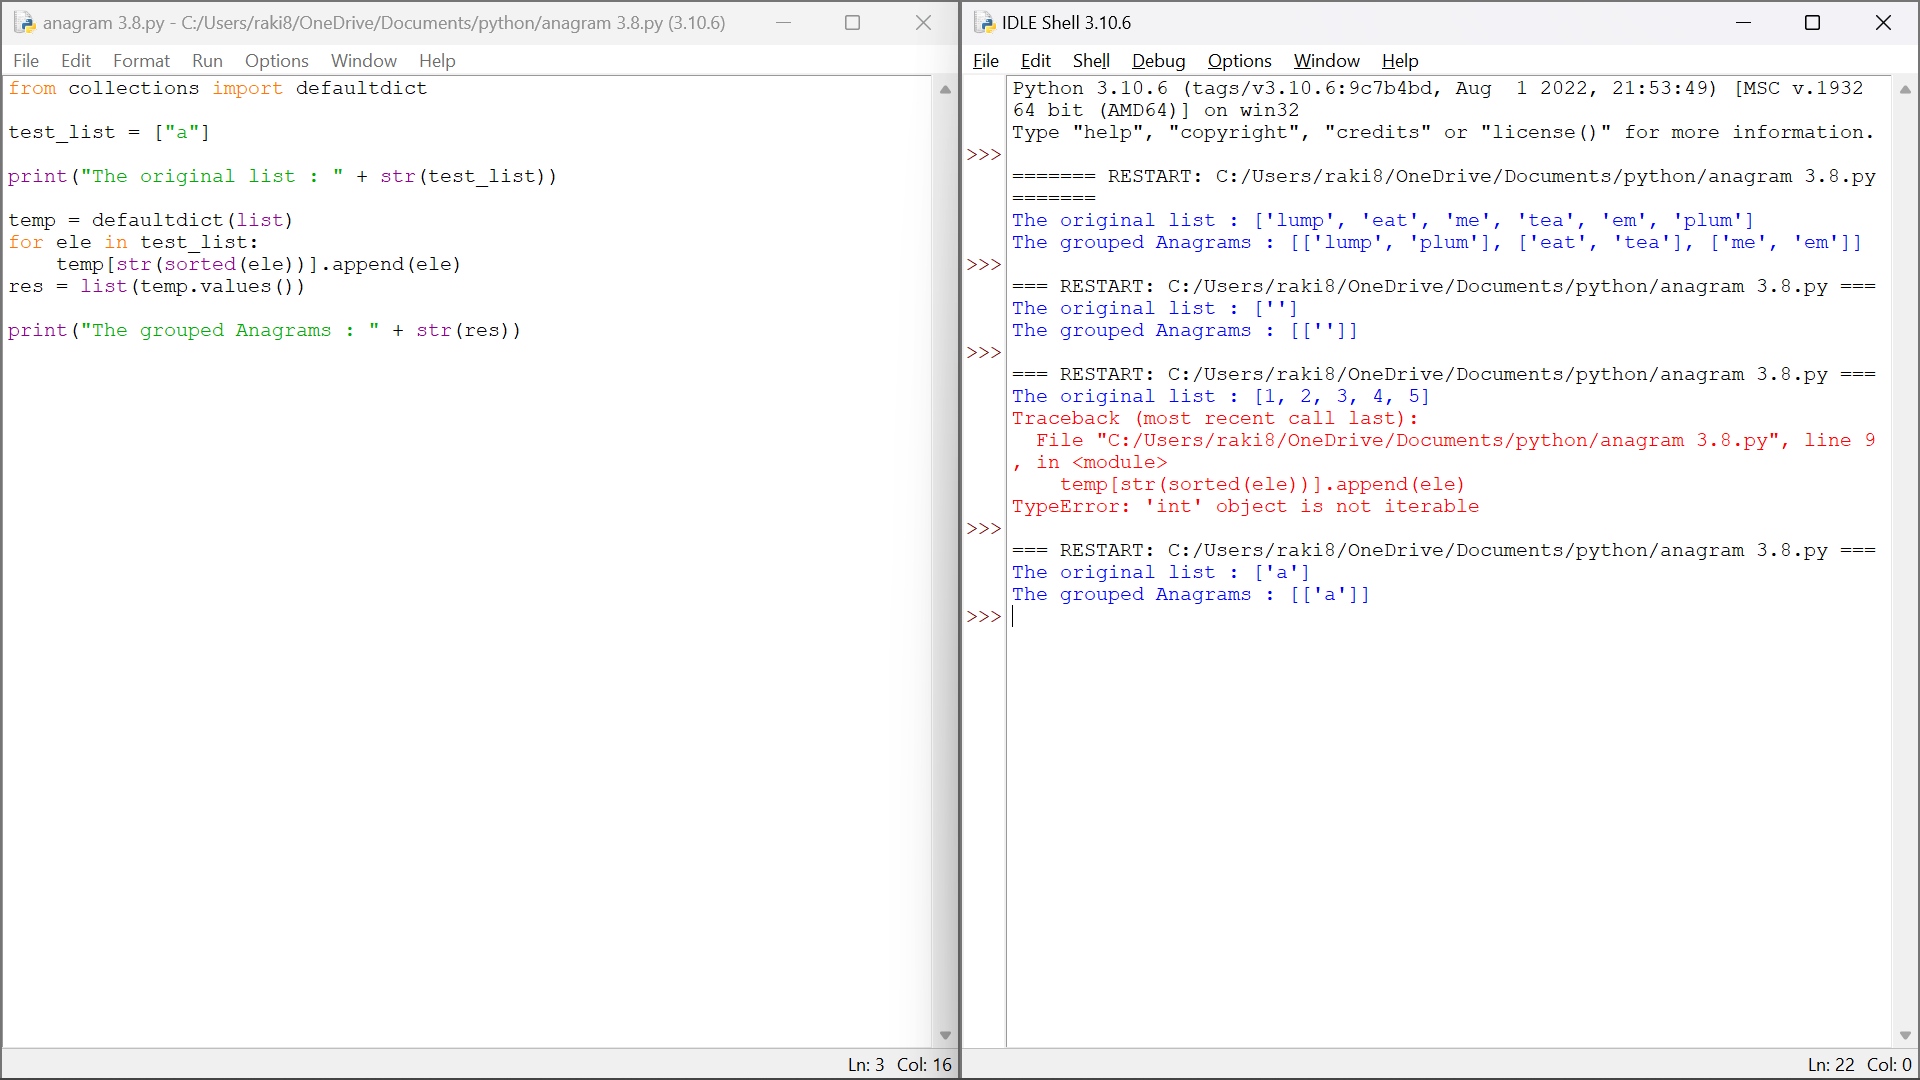 anagram 3.8.py - C:/Users/raki8/OneDrive/Documents/python/anagram 3.8.py (3.10.6)
File Edit Format Run Options Window Help
from collections import defaultdict
test_list = ["a"]
print("The original list : " + str(test_list))
temp = defaultdict(list)
for ele in test_list:
    temp[str(sorted(ele))].append(ele)
res = list(temp.values())
print("The grouped Anagrams : " + str(res))
Ln: 3 Col: 16
IDLE Shell 3.10.6
File Edit Shell Debug Options Window Help
Python 3.10.6 (tags/v3.10.6:9c7b4bd, Aug  1 2022, 21:53:49) [MSC v.1932
64 bit (AMD64)] on win32
Type "help", "copyright", "credits" or "license()" for more information.
>>>
======= RESTART: C:/Users/raki8/OneDrive/Documents/python/anagram 3.8.py
=======
The original list : ['lump', 'eat', 'me', 'tea', 'em', 'plum']
The grouped Anagrams : [['lump', 'plum'], ['eat', 'tea'], ['me', 'em']]
>>>
=== RESTART: C:/Users/raki8/OneDrive/Documents/python/anagram 3.8.py ===
The original list : ['']
The grouped Anagrams : [['']]
>>>
=== RESTART: C:/Users/raki8/OneDrive/Documents/python/anagram 3.8.py ===
The original list : [1, 2, 3, 4, 5]
Traceback (most recent call last):
  File "C:/Users/raki8/OneDrive/Documents/python/anagram 3.8.py", line 9
, in <module>
    temp[str(sorted(ele))].append(ele)
TypeError: 'int' object is not iterable
>>>
=== RESTART: C:/Users/raki8/OneDrive/Documents/python/anagram 3.8.py ===
The original list : ['a']
The grouped Anagrams : [['a']]
>>>
Ln: 22 Col: 0